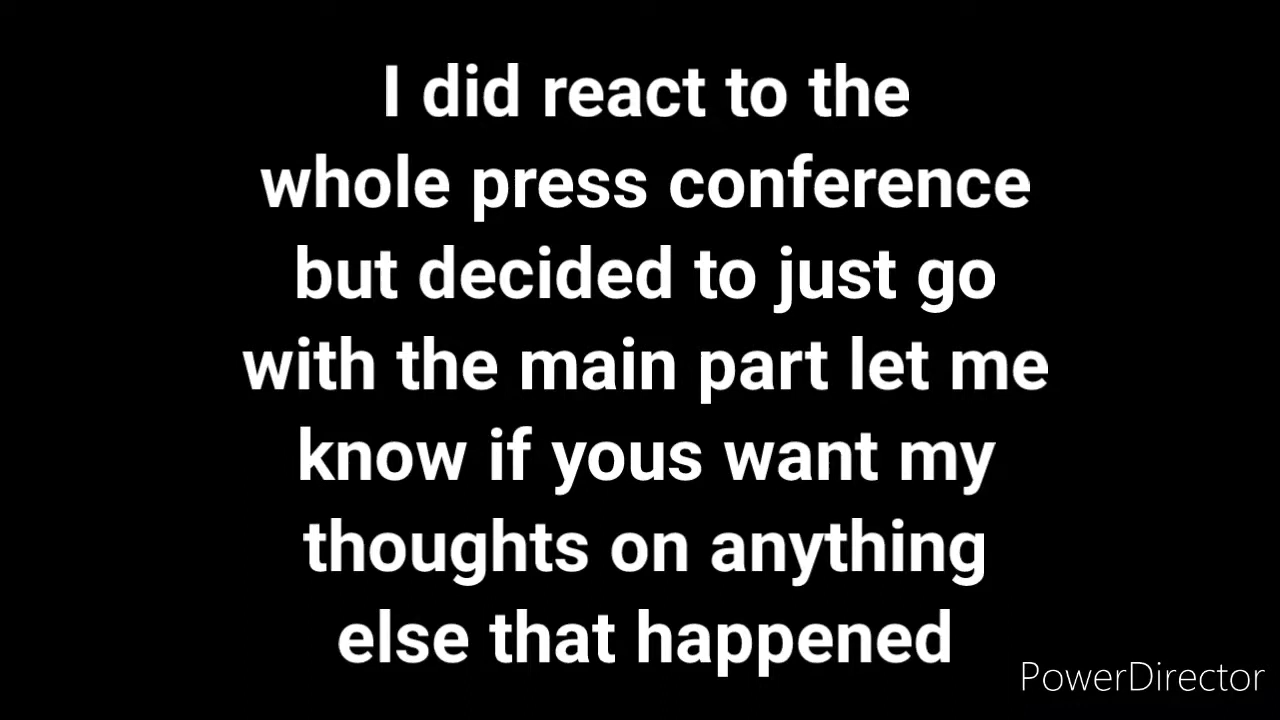 I did react to the
whole press conference
but decided to just go
with the main part let me
know if yous want my
thoughts on anything
else that happened
PowerDirector